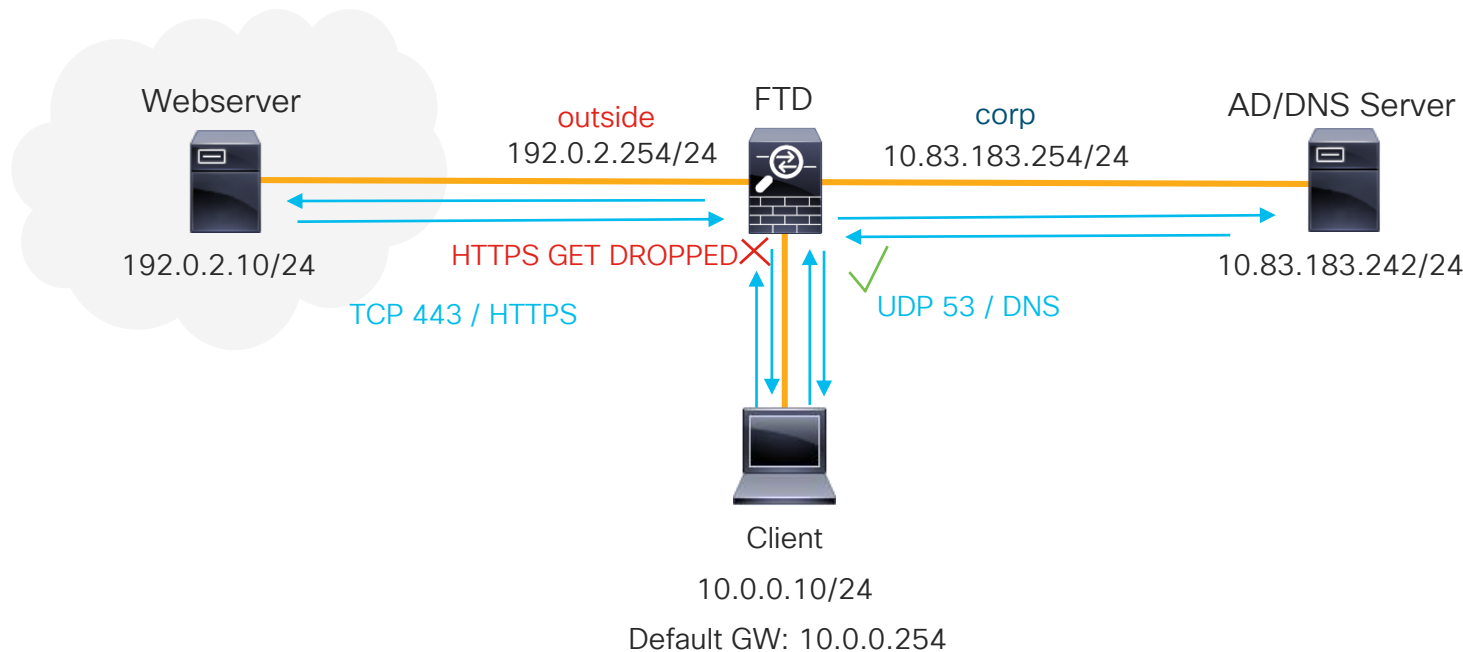 Webserver
FTD
AD/DNS Server
outside
corp
192.0.2.254/24
10.83.183.254/24
192.0.2.10/24
HTTPS GET DROPPED
10.83.183.242/24
TCP 443 / HTTPS
UDP 53 / DNS
Client
10.0.0.10/24
Default GW: 10.0.0.254